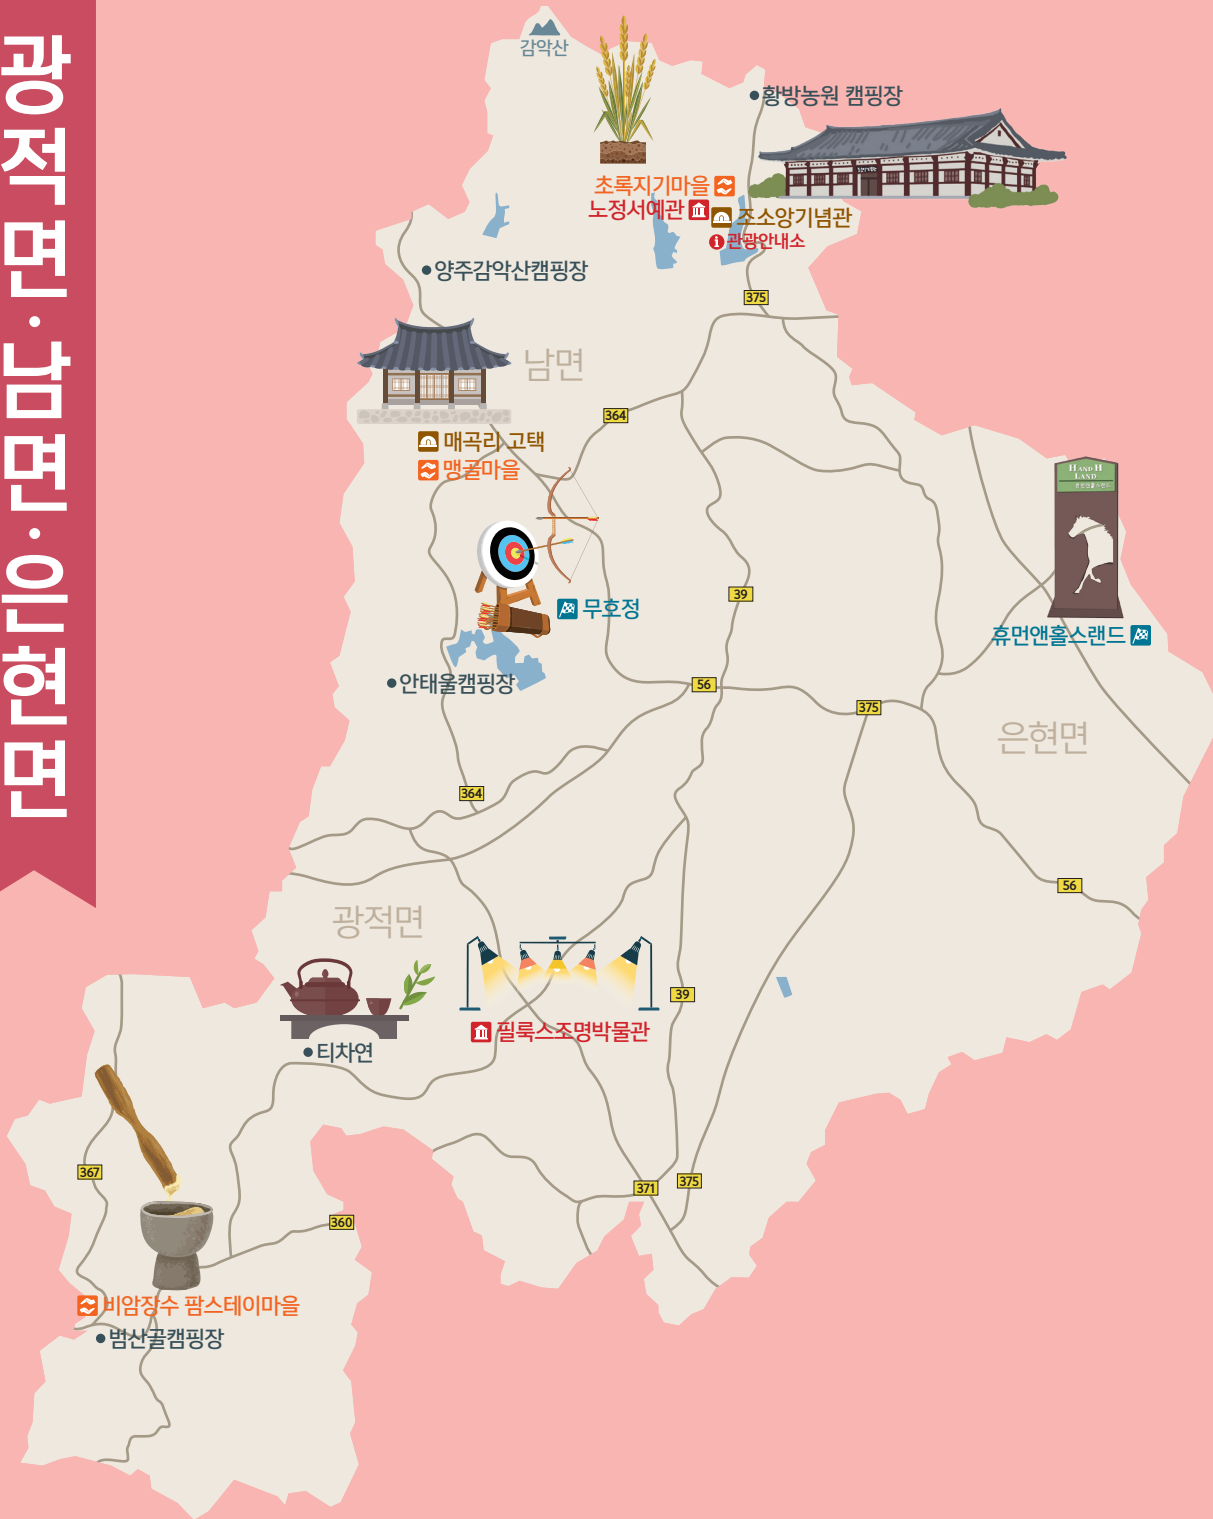 광적면·남면·은현면
감악산
황방농원 캠핑장
초록지기마을
노정서예관
조소앙기념관
관광안내소
양주감악산캠핑장
375
남면
364
매곡리 고택
맹골마을
HANDH
LAND
39
무호정
휴먼앤홀스랜드
안태울캠핑장
56
375
은현면
364
56
광적면
39
필룩스조명박물관
티차연
367
371
375
360
비암장수 팜스테이마을
범산골캠핑장